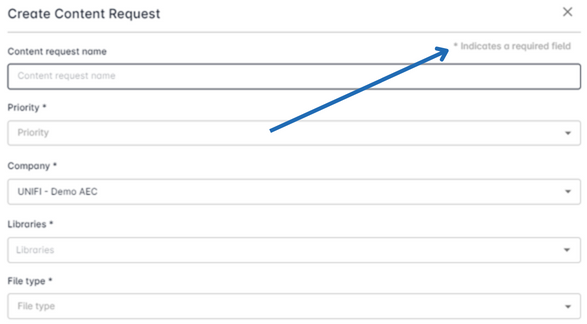 Create Content Request
* Indicates a required field
Content request name
Content request name
Priority *
Priority
Company *
UNIFI - Demo AEC
Libraries *
Libraries
File type *
File type